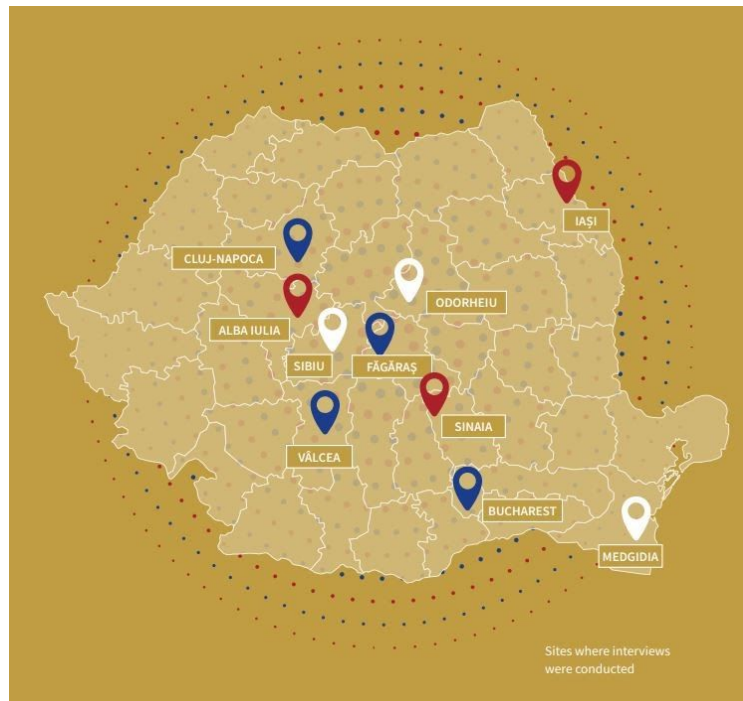 IAȘI
CLUJ-NAPOCA
ODORHEIU
ALBA IULIA
SIBIU
FĂGĂRAȘ
SINAIA
VÂLCEA
BUCHAREST
MEDGIDIA
Sites where interviews
were conducted